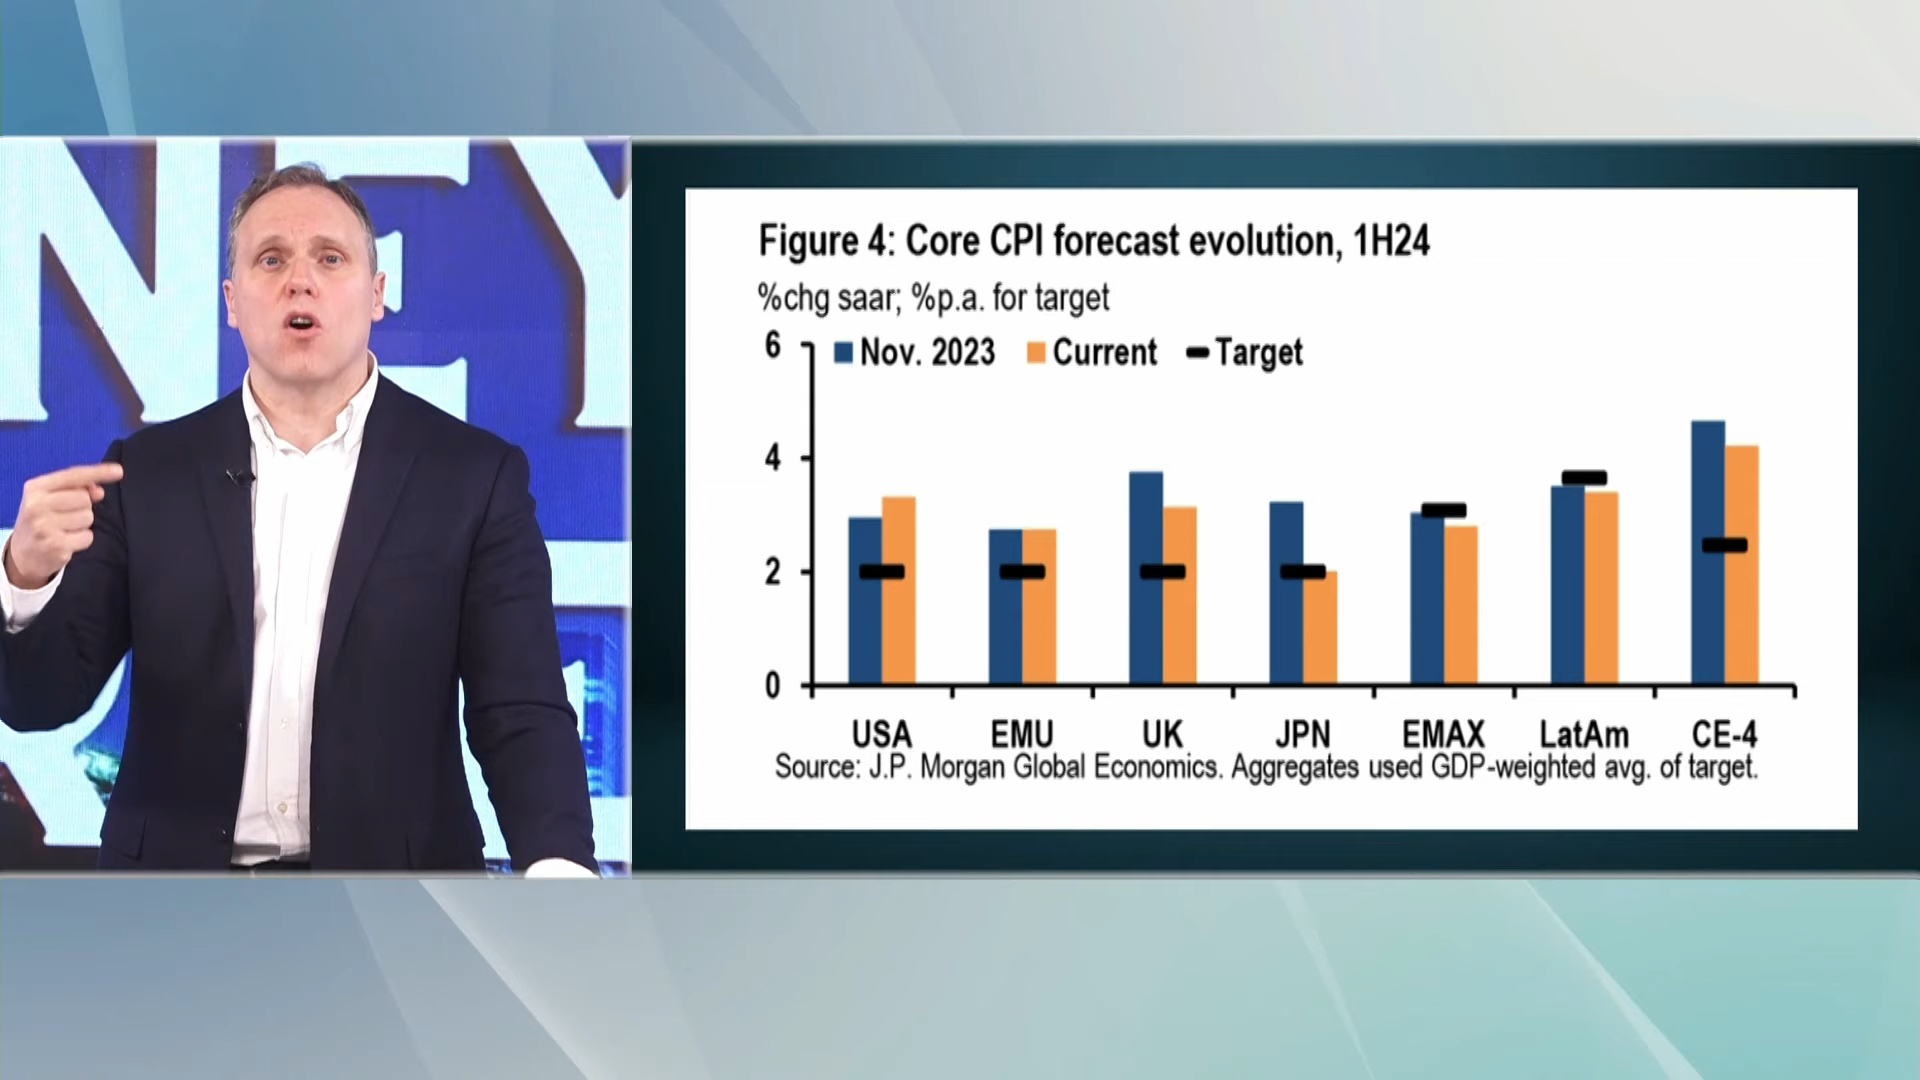 NEY
Figure 4: Core CPI forecast evolution, 1H24
%chg saar; %p.a. for target
6
Nov. 2023 Current Target
4
2
0
USA EMU UK JPN EMAX LatAm CE-4
Source: J.P. Morgan Global Economics. Aggregates used GDP-weighted avg. of target.